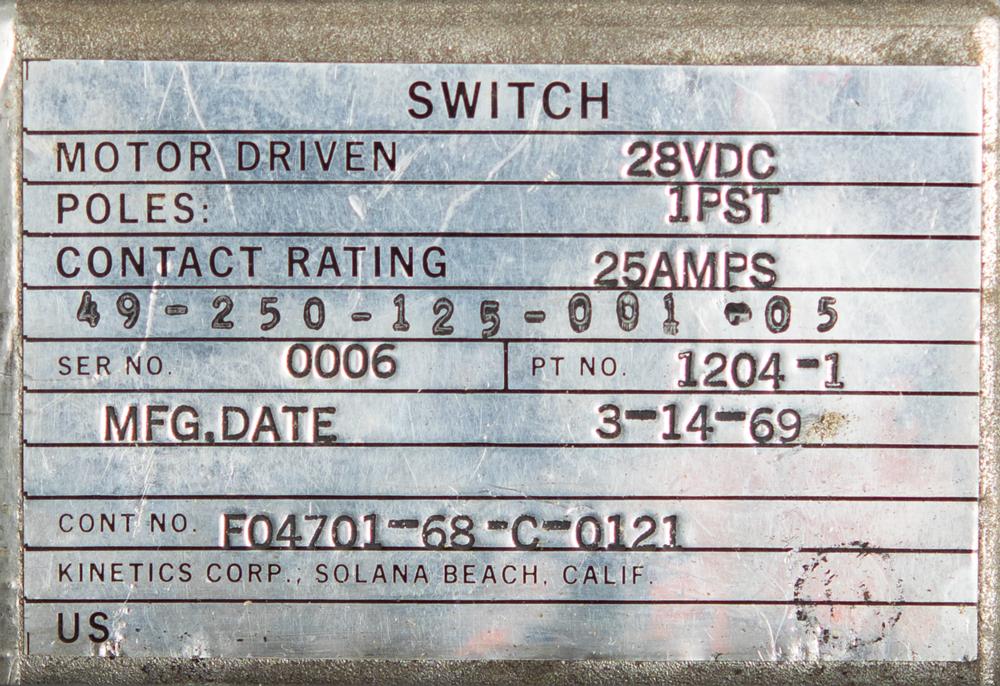 SWITCH
MOTOR DRIVEN 28VDC
POLES: 1PST
CONTACT RATING 25AMPS
49-250-125-001-05
SER NO. 0006 PT NO. 1204-1
MFG.DATE 3-14-69
CONT NO. F04701-68-C-0121
KINETICS CORP., SOLANA BEACH, CALIF.
US